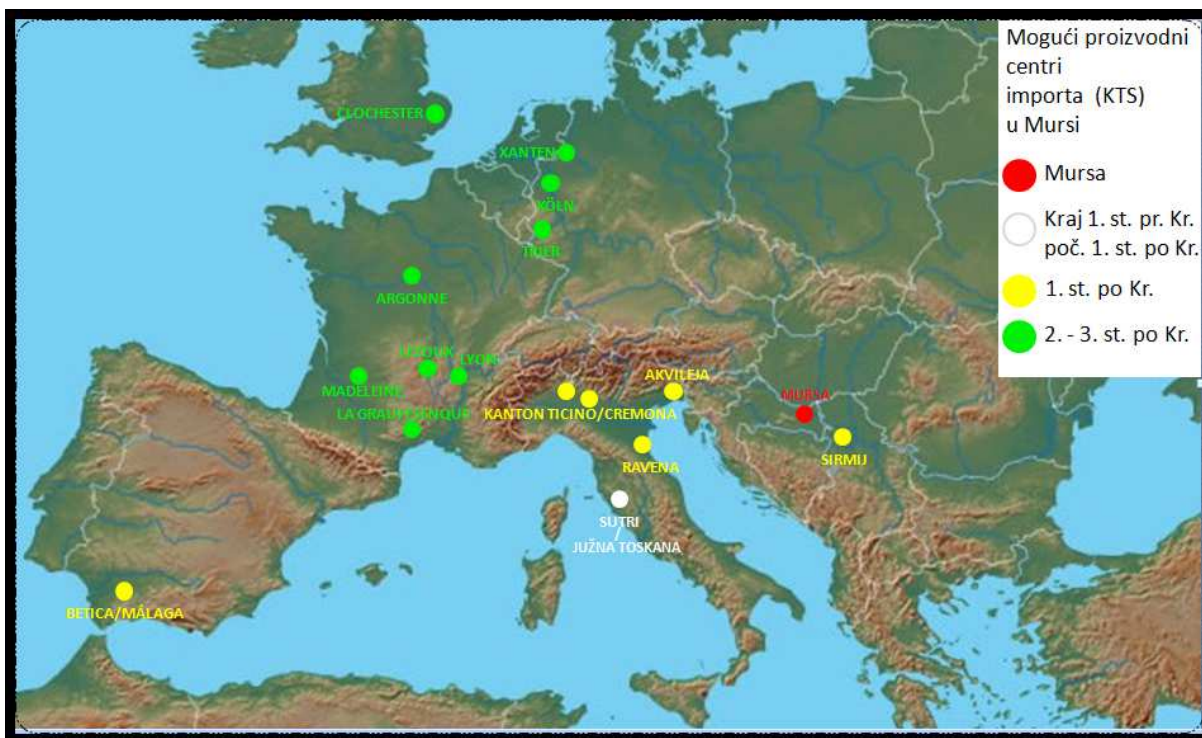 Mogući proizvodni
centri
importa (KTS)
u Mursi
Mursa
Kraj 1. st. pr. Kr.
poč. 1. st. po Kr.
1. st. po Kr.
2. - 3. st. po Kr.
CLOCHESTER
XANTEN
KÖLN
TRIER
ARGONNE
LEZOUX
LYON
MADELEINE
LA GRAUFESENQUE
AKVILEJA
KANTON TICINO/CREMONA
MURSA
SIRMIJ
RAVENA
SUTRI
/
JUŽNA TOSKANA
BETICA/MÁLAGA